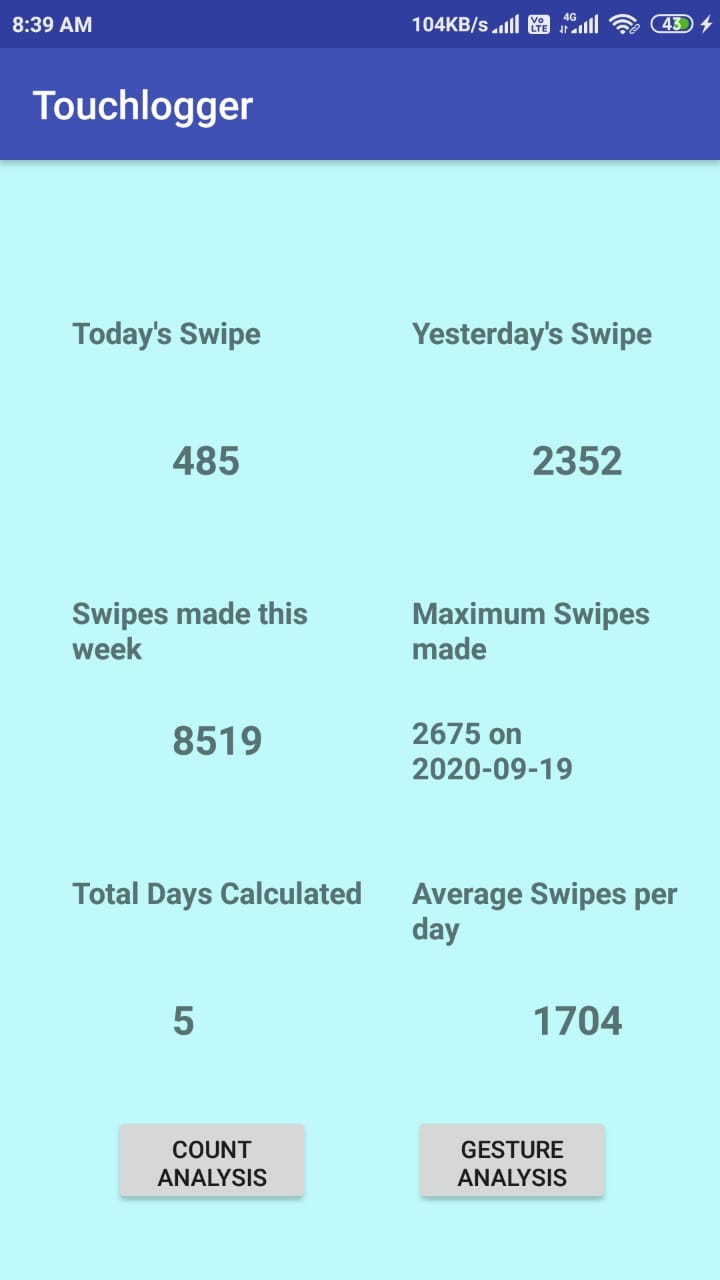 8:39 AM 104KB/s Vo LTE 4G 43
Touchlogger
Today's Swipe Yesterday's Swipe
485 2352
Swipes made this Maximum Swipes
week made
8519 2675 on
2020-09-19
Total Days Calculated Average Swipes per
day
5 1704
COUNT GESTURE
ANALYSIS ANALYSIS